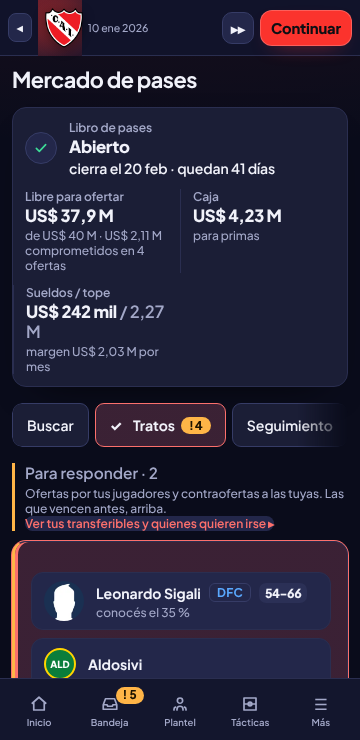 ◂
C.A.I.
10 ene 2026
▸▸
Continuar
Mercado de pases
Libro de pases
Abierto
cierra el 20 feb · quedan 41 días
Libre para ofertar
US$ 37,9 M
de US$ 40 M · US$ 2,11 M
comprometidos en 4
ofertas
Caja
US$ 4,23 M
para primas
Sueldos / tope
US$ 242 mil / 2,27
M
margen US$ 2,03 M por
mes
Buscar
✓ Tratos ! 4
Seguimiento
Para responder · 2
Ofertas por tus jugadores y contraofertas a las tuyas. Las
que vencen antes, arriba.
Ver tus transferibles y quienes quieren irse ▸
Leonardo Sigali DFC 54–66
conocés el 35 %
ALD Aldosivi
! 5
Inicio
Bandeja
Plantel
Tácticas
Más